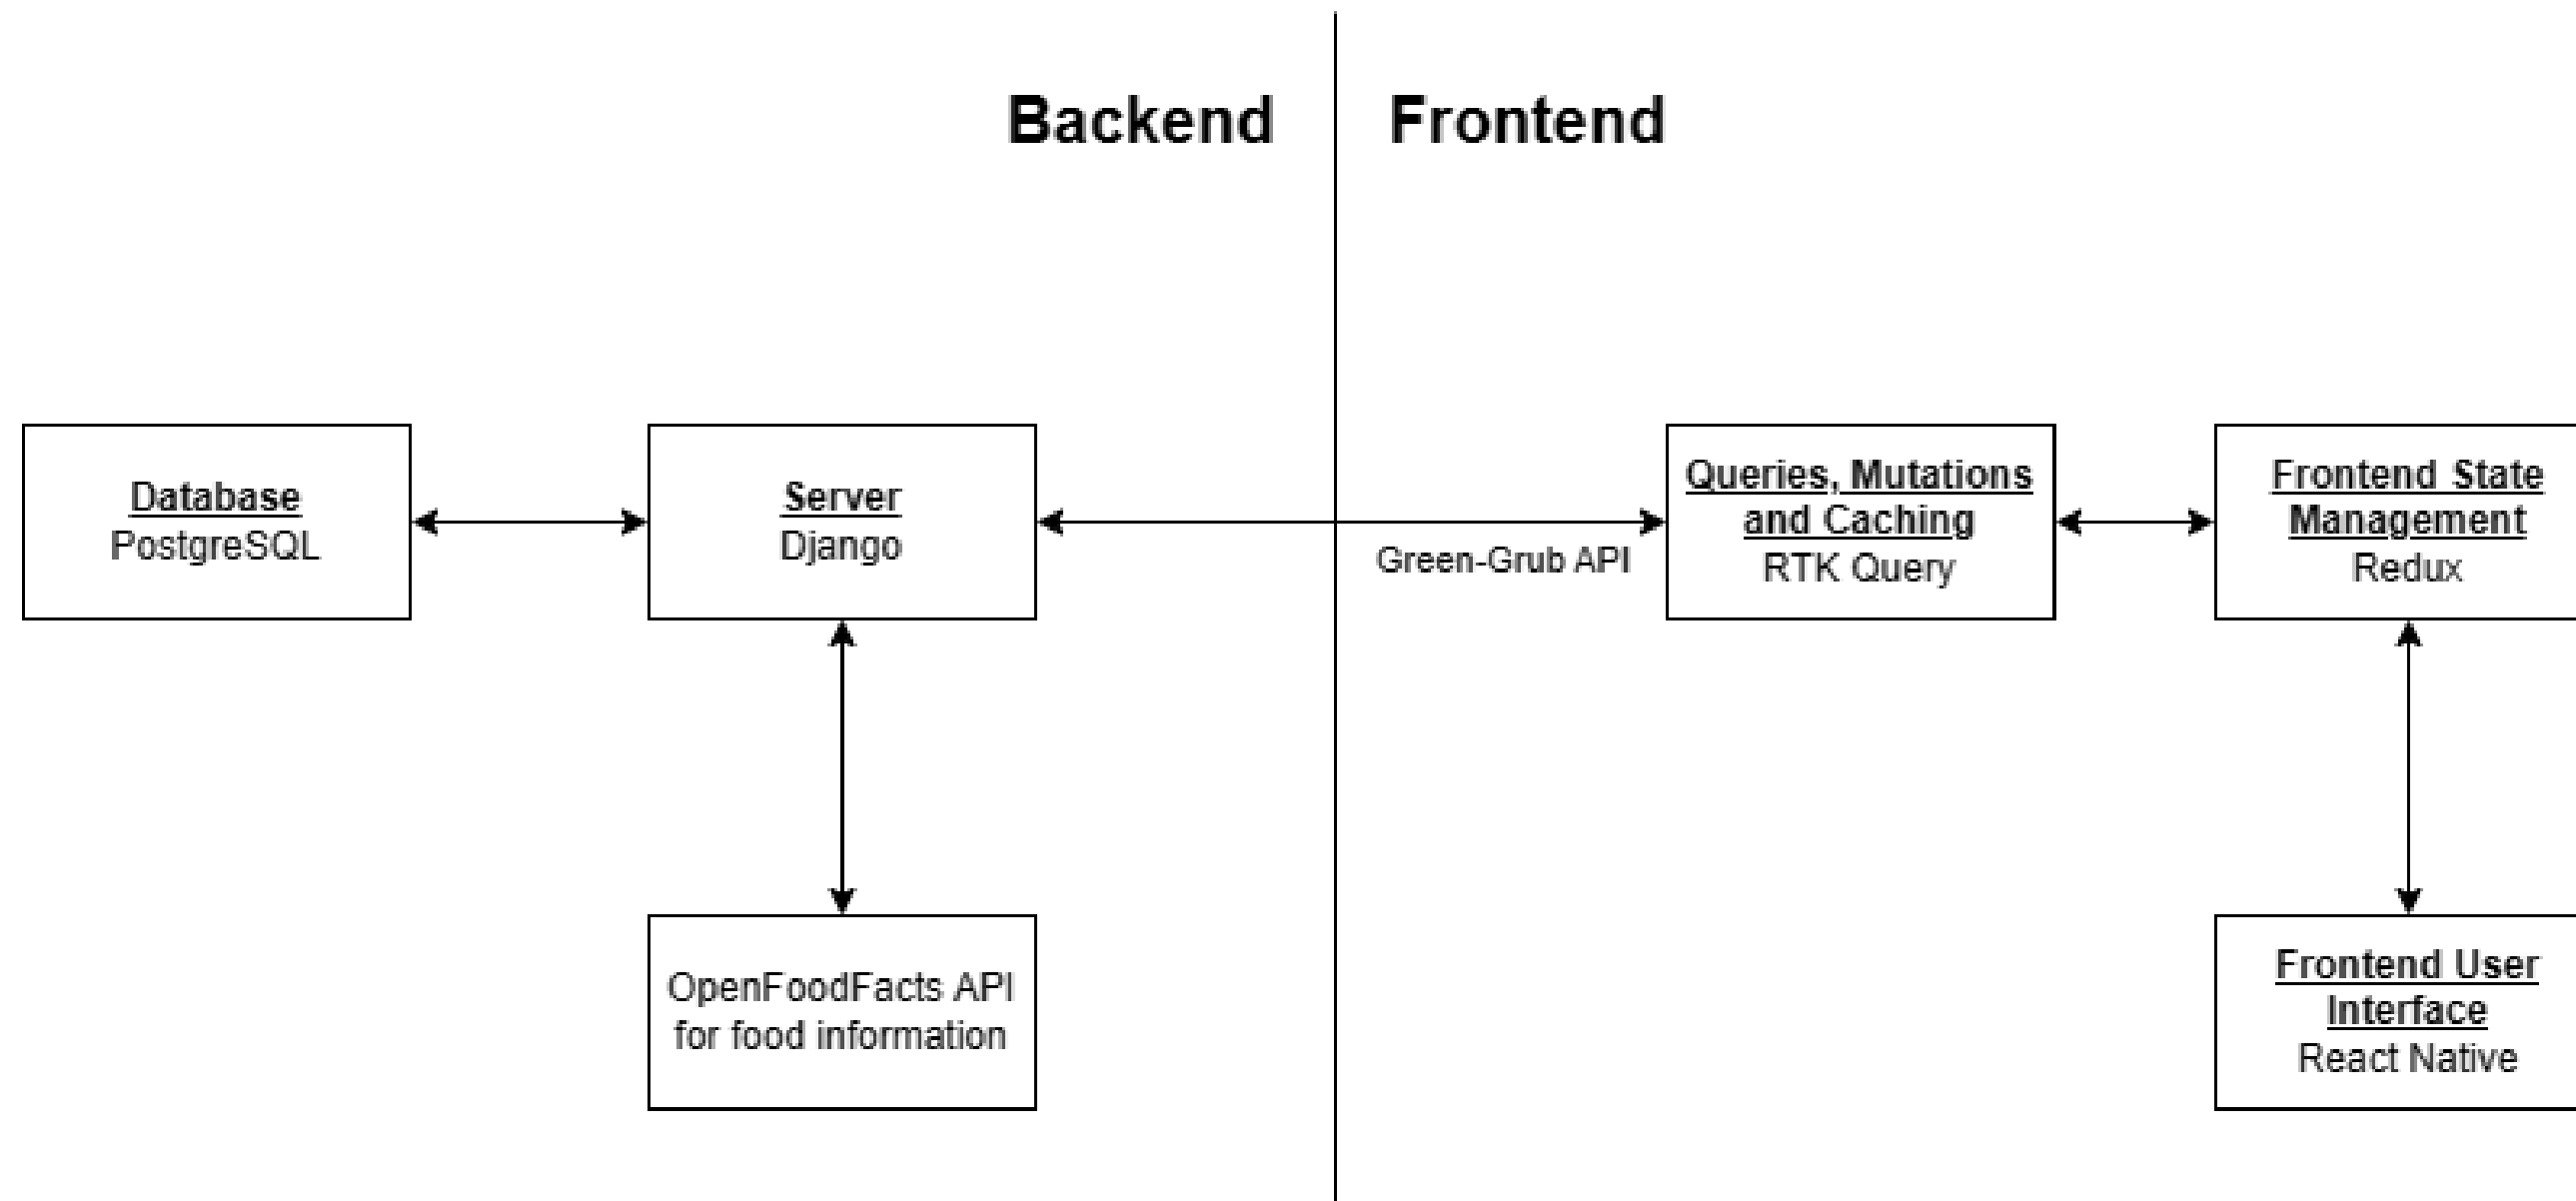 Backend
Frontend
Database
PostgreSQL
Server
Django
Green-Grub API
Queries, Mutations
and Caching
RTK Query
Frontend State
Management
Redux
OpenFoodFacts API
for food information
Frontend User
Interface
React Native